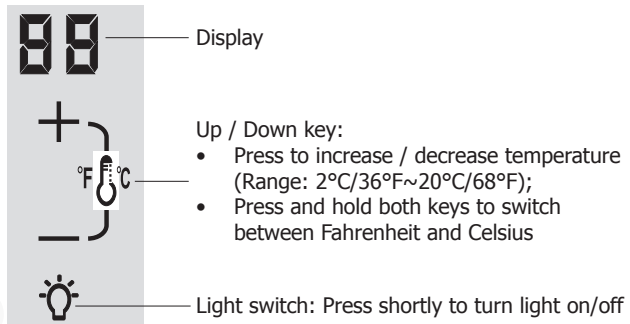 99
Display
+
Up / Down key:
• Press to increase / decrease temperature
(Range: 2°C/36°F~20°C/68°F);
°F °C
• Press and hold both keys to switch
between Fahrenheit and Celsius
—
Light switch: Press shortly to turn light on/off